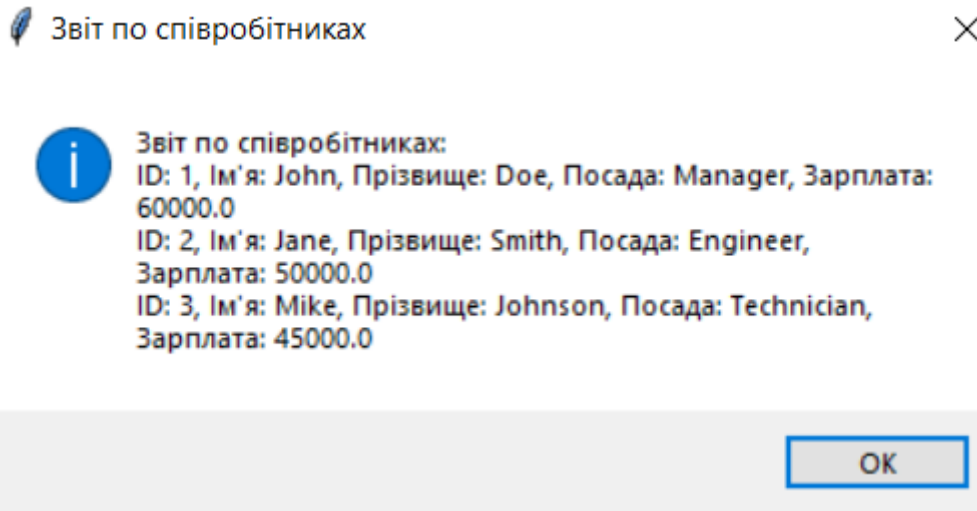 Звіт по співробітниках
Звіт по співробітниках:
ID: 1, Ім'я: John, Прізвище: Doe, Посада: Manager, Зарплата:
60000.0
ID: 2, Ім'я: Jane, Прізвище: Smith, Посада: Engineer,
Зарплата: 50000.0
ID: 3, Ім'я: Mike, Прізвище: Johnson, Посада: Technician,
Зарплата: 45000.0
OK